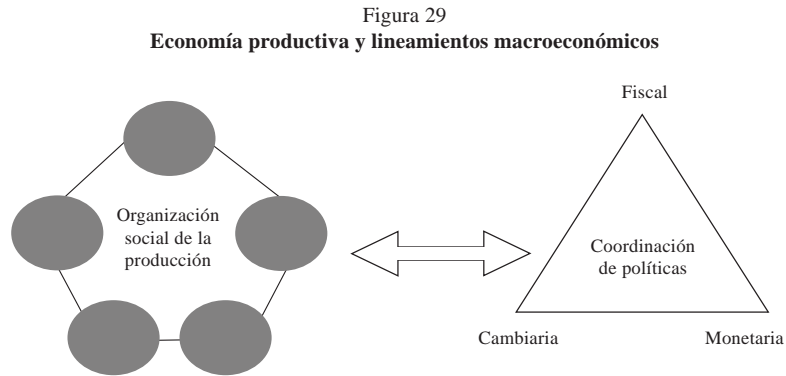 Figura 29
Economía productiva y lineamientos macroeconómicos
Organización
social de la
producción
Fiscal
Coordinación
de políticas
Cambiaria
Monetaria